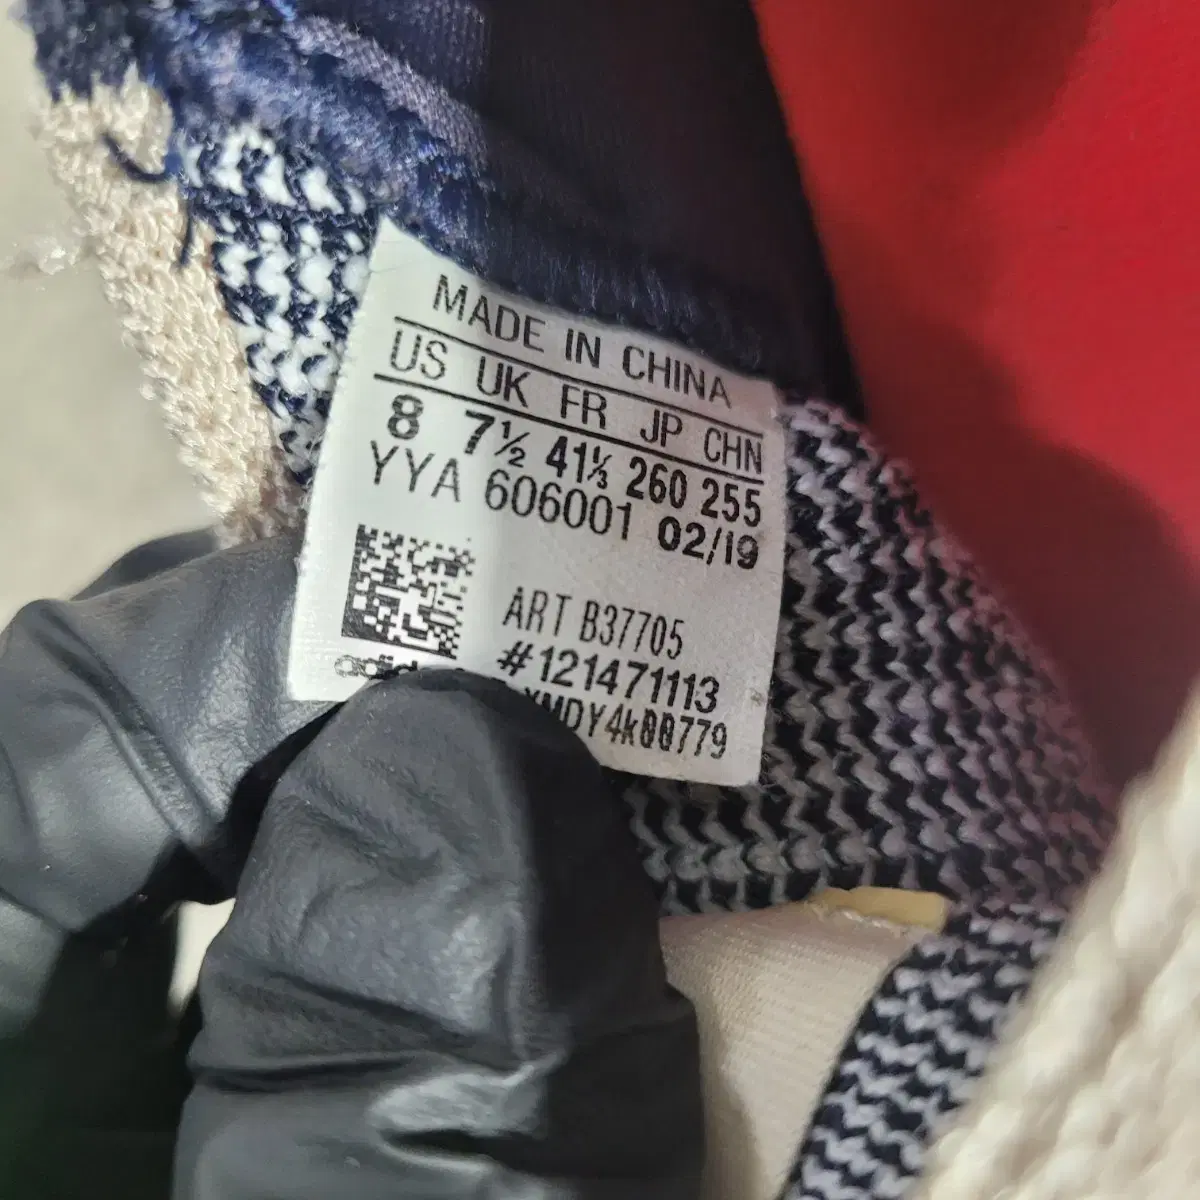 MADE IN CHINA
US UK FR JP CHN
8 7½ 41⅓ 260 255
YYA 606001 02/19
ART B37705
#121471113